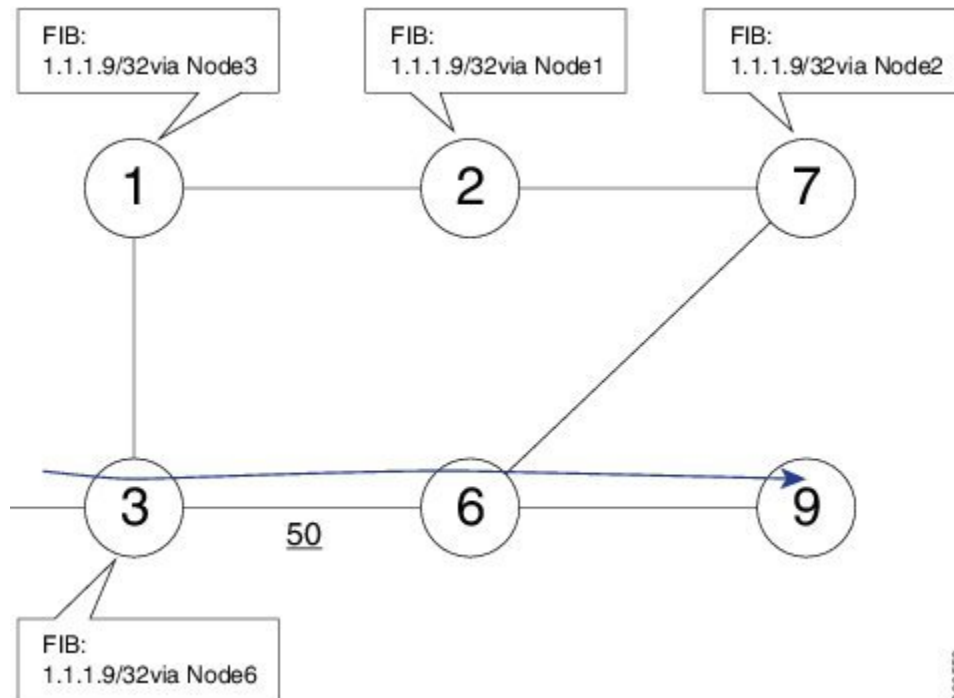 FIB:
1.1.1.9/32via Node3
FIB:
1.1.1.9/32via Node1
FIB:
1.1.1.9/32via Node2
1
2
7
3
6
9
50
FIB:
1.1.1.9/32via Node6